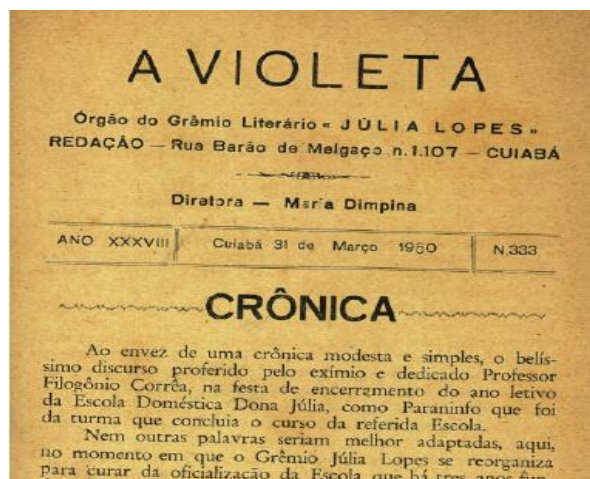 A VIOLETA
Órgão do Grêmio Literário « JÚLIA LOPES »
REDAÇÃO — Rua Barão de Melgaço n.1.107 — CUIABÁ
Diretora — Maria Dimpina
ANO XXXVIII Cuiabá 31 de Março 1950 N.333
CRÔNICA
Ao envez de uma crônica modesta e simples, o belís-
simo discurso proferido pelo exímio e dedicado Professor
Filogônio Corrêa, na festa de encerramento do ano letivo
da Escola Doméstica Dona Júlia, como Paraninfo que foi
da turma que concluia o curso da referida Escola.
Nem outras palavras seriam melhor adaptadas, aqui,
no momento em que o Grêmio Júlia Lopes se reorganiza
para curar da oficialização da Escola que há tres anos fun-